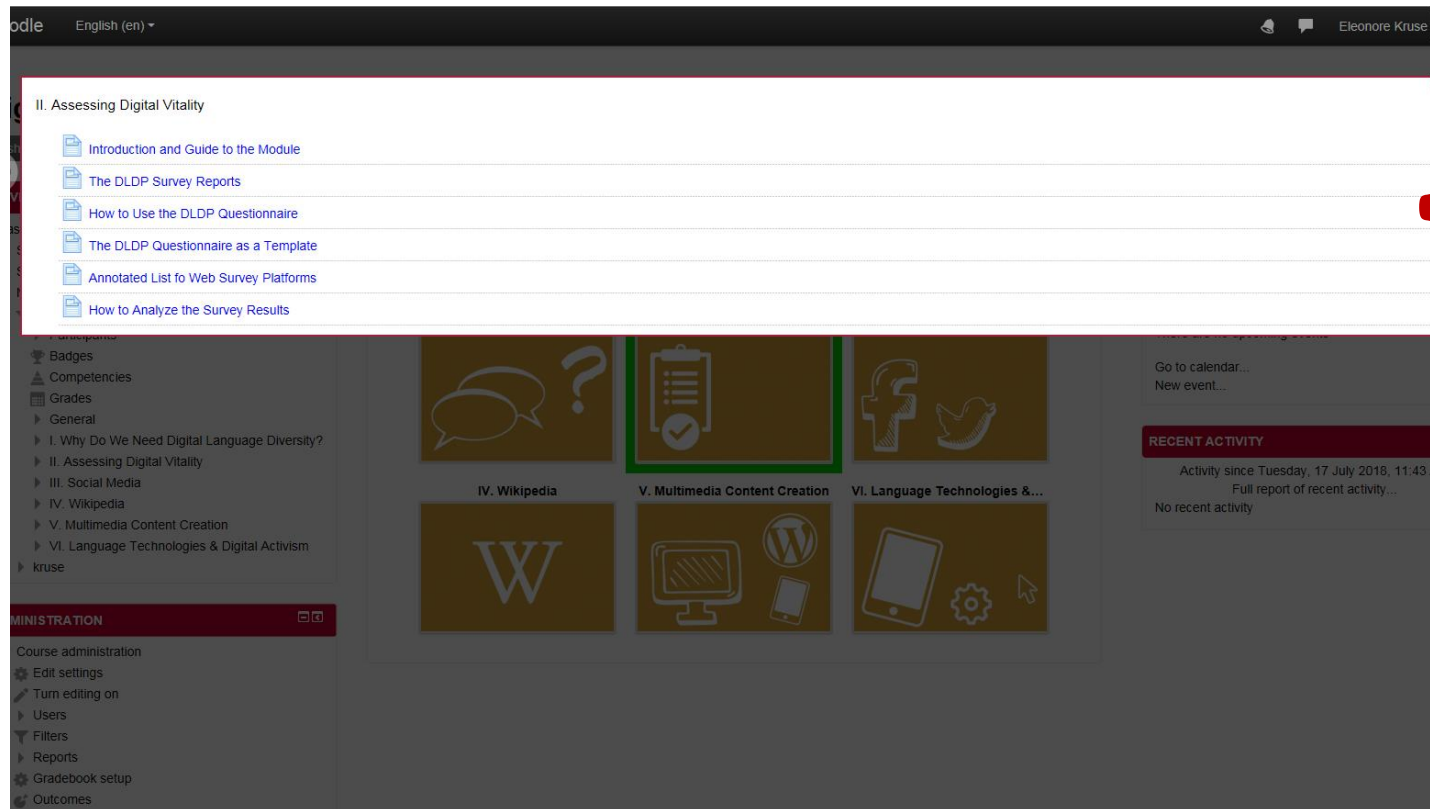 odle English (en)
Eleonore Kruse
II. Assessing Digital Vitality
Introduction and Guide to the Module
The DLDP Survey Reports
How to Use the DLDP Questionnaire
The DLDP Questionnaire as a Template
Annotated List fo Web Survey Platforms
How to Analyze the Survey Results
Participants
Badges
Competencies
Grades
General
I. Why Do We Need Digital Language Diversity?
II. Assessing Digital Vitality
III. Social Media
IV. Wikipedia
V. Multimedia Content Creation
VI. Language Technologies & Digital Activism
kruse
MINISTRATION
Course administration
Edit settings
Turn editing on
Users
Filters
Reports
Gradebook setup
Outcomes
IV. Wikipedia
V. Multimedia Content Creation
VI. Language Technologies &...
There are no upcoming events
Go to calendar...
New event...
RECENT ACTIVITY
Activity since Tuesday, 17 July 2018, 11:43
Full report of recent activity...
No recent activity